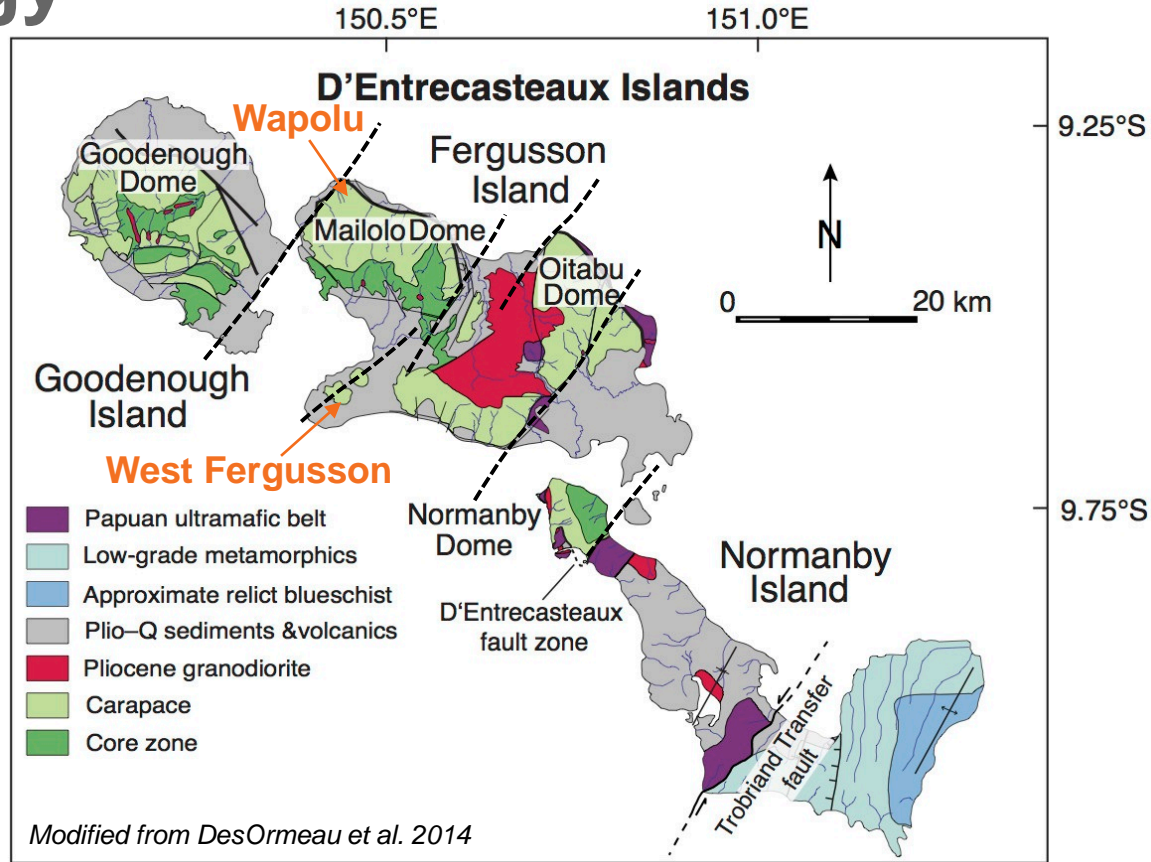 gy
150.5°E
151.0°E
D'Entrecasteaux Islands
Wapolu
9.25°S
Fergusson
Island
Goodenough
Dome
Mailolo Dome
N
Oitabu
Dome
0
20 km
Goodenough
Island
West Fergusson
Normanby
Dome
9.75°S
Normanby
Island
D'Entrecasteaux
fault zone
Trobriand Transfer
fault
Papuan ultramafic belt
Low-grade metamorphics
Approximate relict blueschist
Plio–Q sediments &volcanics
Pliocene granodiorite
Carapace
Core zone
Modified from DesOrmeau et al. 2014